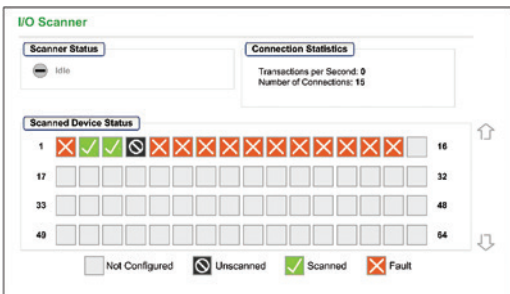 I/O Scanner
Scanner Status
Idle
Connection Statistics
Transactions per Second: 0
Number of Connections: 15
Scanned Device Status
1 16
17 32
33 48
49 64
Not Configured Unscanned Scanned Fault